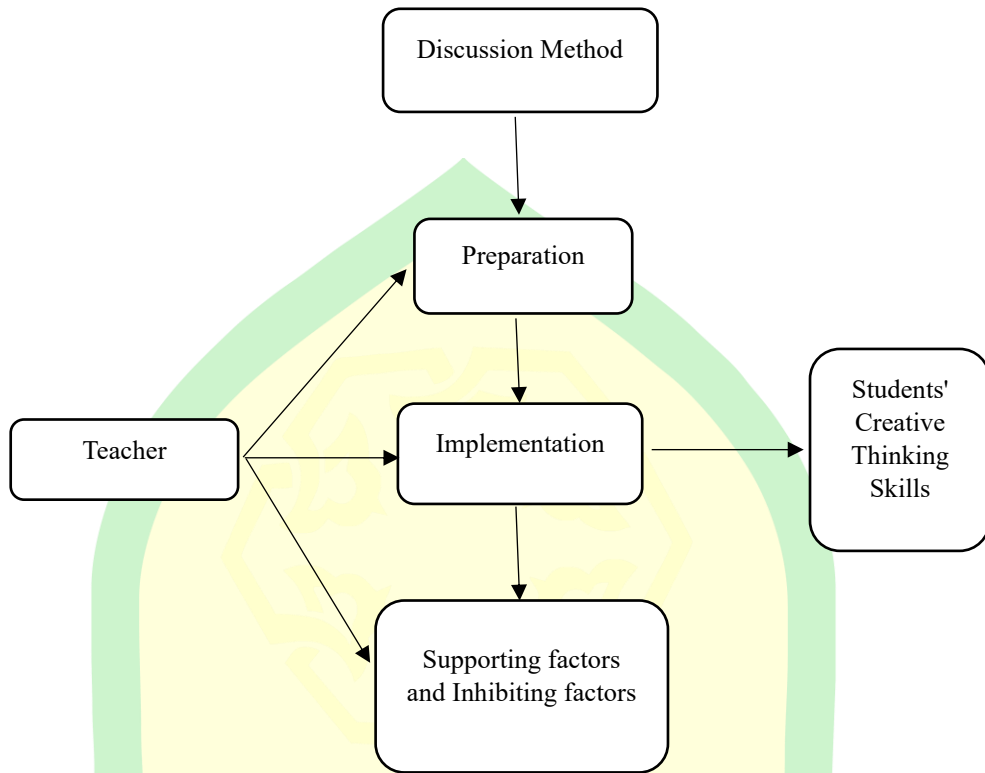 Discussion Method
Preparation
Teacher
Implementation
Students'
Creative
Thinking
Skills
Supporting factors
and Inhibiting factors